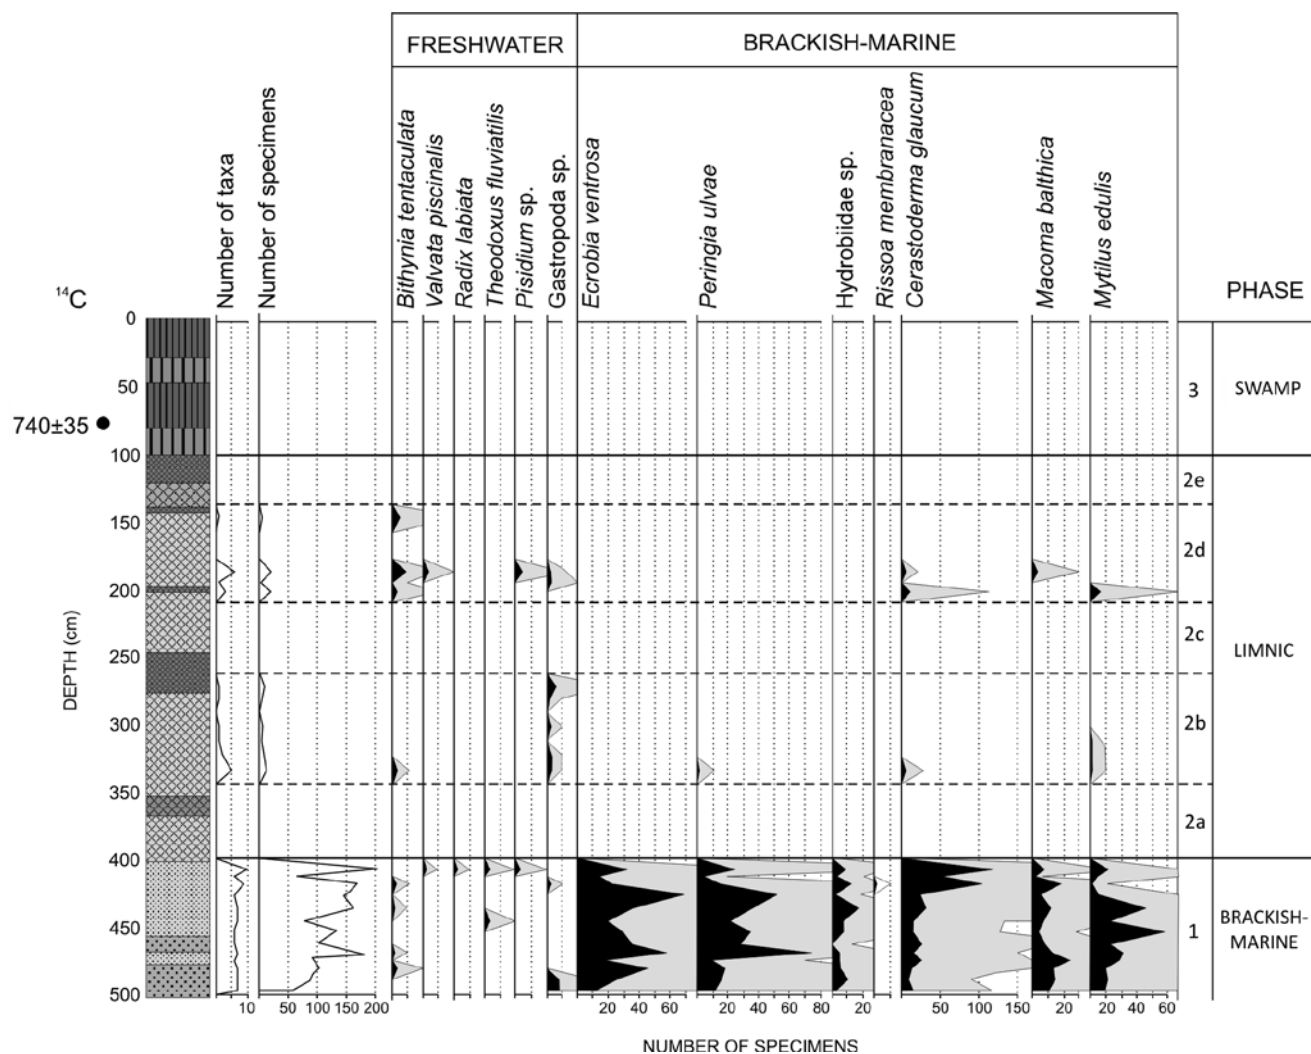 FRESHWATER
BRACKISH-MARINE
Number of taxa
Number of specimens
Bithynia tentaculata
Valvata piscinalis
Radix labiata
Theodoxus fluviatilis
Pisidium sp.
Gastropoda sp.
Ecrobia ventrosa
Peringia ulvae
Hydrobiidae sp.
Rissoa membranacea
Cerastoderma glaucum
Macoma balthica
Mytilus edulis
14C
PHASE
0
50
740±35
100
150
200
250
300
350
400
450
500
DEPTH (cm)
3
SWAMP
2e
2d
2c
LIMNIC
2b
2a
1
BRACKISH-
MARINE
10
50
100
150
200
20
40
60
20
40
60
80
20
50
100
150
20
20
40
60
NUMBER OF SPECIMENS